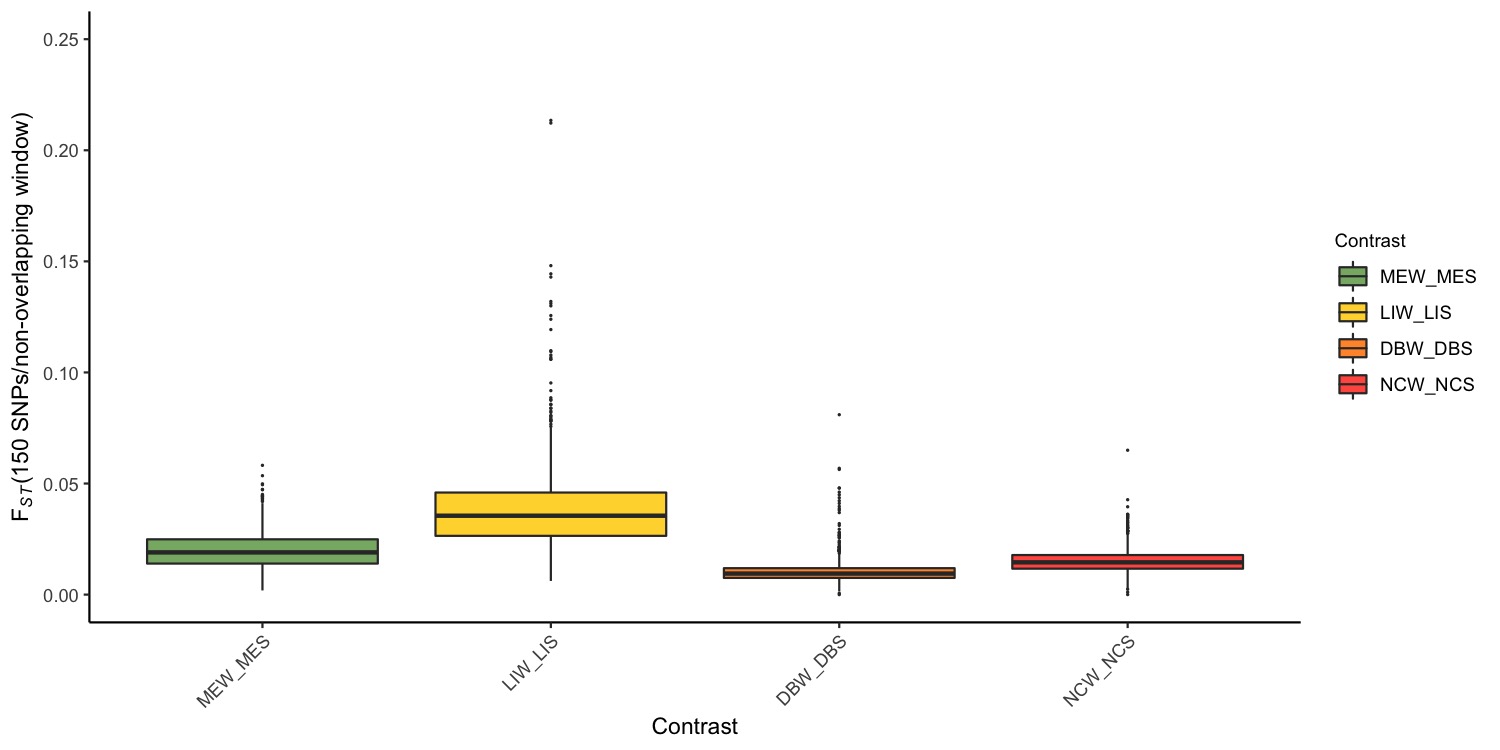 F_ST(150 SNPs/non-overlapping window)
0.25
0.20
0.15
0.10
0.05
0.00
MEW_MES
LIW_LIS
DBW_DBS
NCW_NCS
Contrast
Contrast
MEW_MES
LIW_LIS
DBW_DBS
NCW_NCS